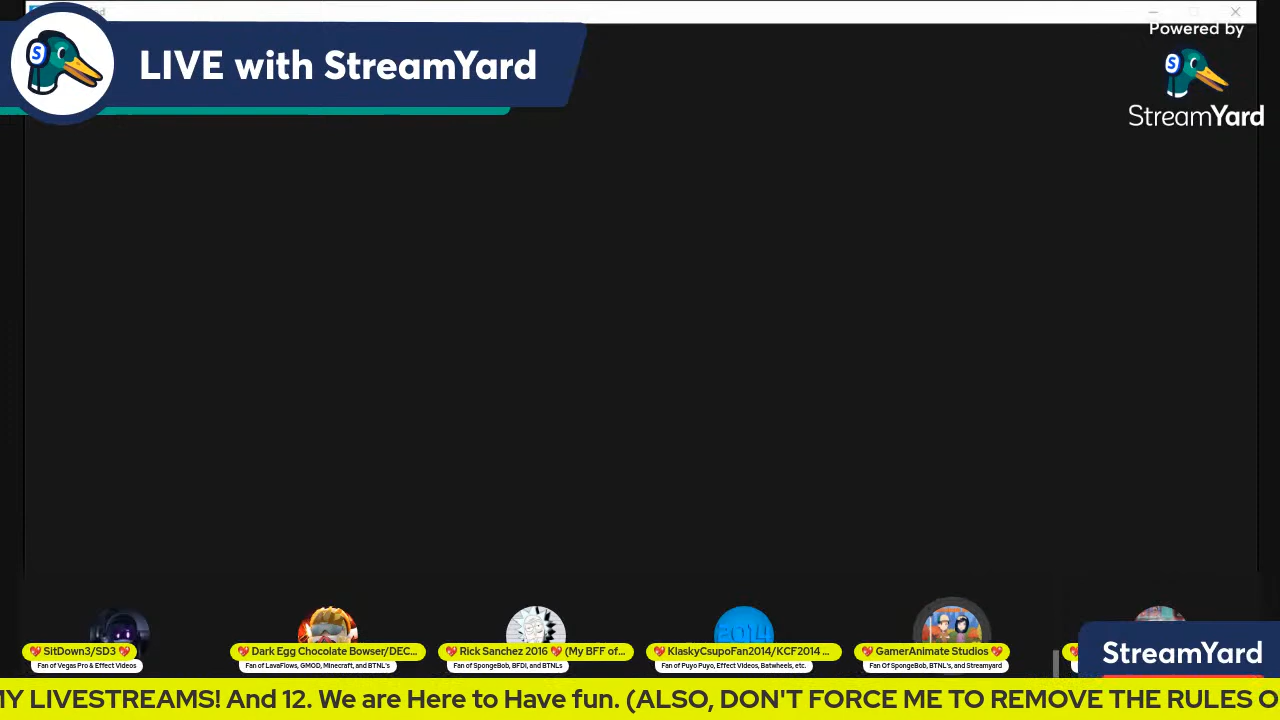 LIVE with StreamYard
S
Powered by
S
StreamYard
💖 SitDown3/SD3 💖
Fan of Vegas Pro & Effect Videos
💖 Dark Egg Chocolate Bowser/DEC...
Fan of LavaFlows, GMOD, Minecraft, and BTNL's
💖 Rick Sanchez 2016 💖 (My BFF of...
Fan of SpongeBob, BFDI, and BTNLs
2014
💖 KlaskyCsupoFan2014/KCF2014 ...
Fan of Puyo Puyo, Effect Videos, Batwheels, etc.
💖 GamerAnimate Studios 💖
Fan Of SpongeBob, BTNL's, and Streamyard
StreamYard
MY LIVESTREAMS! And 12. We are Here to Have fun. (ALSO, DON'T FORCE ME TO REMOVE THE RULES O